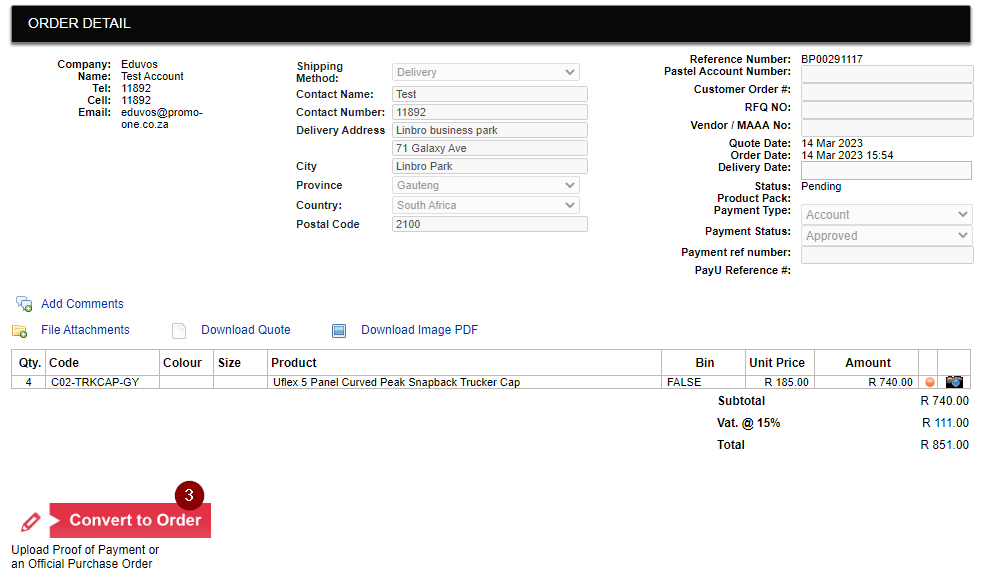 ORDER DETAIL
Company: Eduvos
Name: Test Account
Tel: 11892
Cell: 11892
Email: eduvos@promo-
one.co.za
Shipping
Method: Delivery
Contact Name: Test
Contact Number: 11892
Delivery Address Linbro business park
71 Galaxy Ave
City Linbro Park
Province Gauteng
Country: South Africa
Postal Code 2100
Reference Number: BP00291117
Pastel Account Number:
Customer Order #:
RFQ NO:
Vendor / MAAA No:
Quote Date: 14 Mar 2023
Order Date: 14 Mar 2023 15:54
Delivery Date:
Status: Pending
Product Pack:
Payment Type: Account
Payment Status: Approved
Payment ref number:
PayU Reference #:
Add Comments
File Attachments Download Quote Download Image PDF
Qty. Code Colour Size Product Bin Unit Price Amount
4 C02-TRKCAP-GY Uflex 5 Panel Curved Peak Snapback Trucker Cap FALSE R 185.00 R 740.00
Subtotal R 740.00
Vat. @ 15% R 111.00
Total R 851.00
3
Convert to Order
Upload Proof of Payment or
an Official Purchase Order